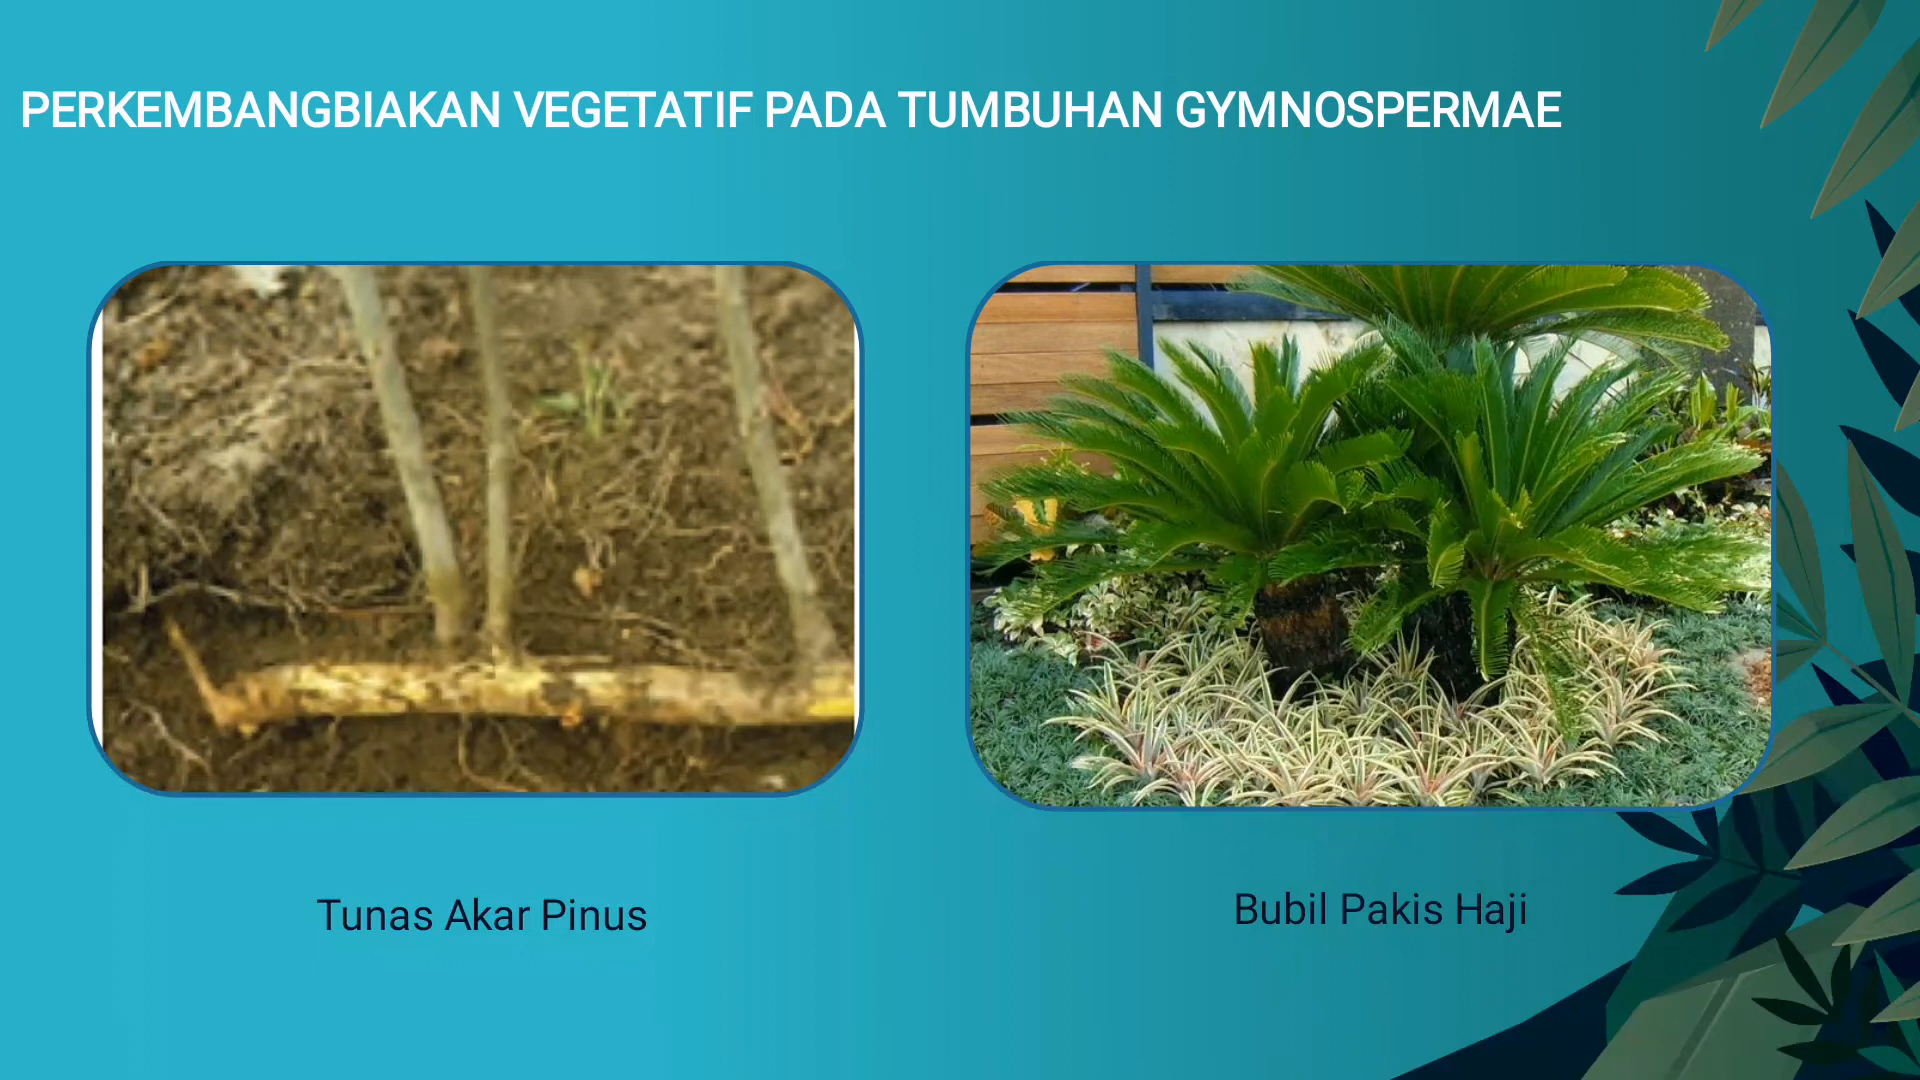 PERKEMBANGBIAKAN VEGETATIF PADA TUMBUHAN GYMNOSPERMAE
Tunas Akar Pinus
Bubil Pakis Haji